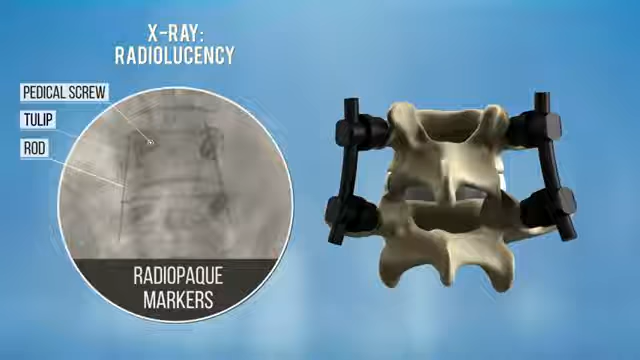 X-RAY:
RADIOLUCENCY
PEDICAL SCREW
TULIP
ROD
RADIOPAQUE
MARKERS